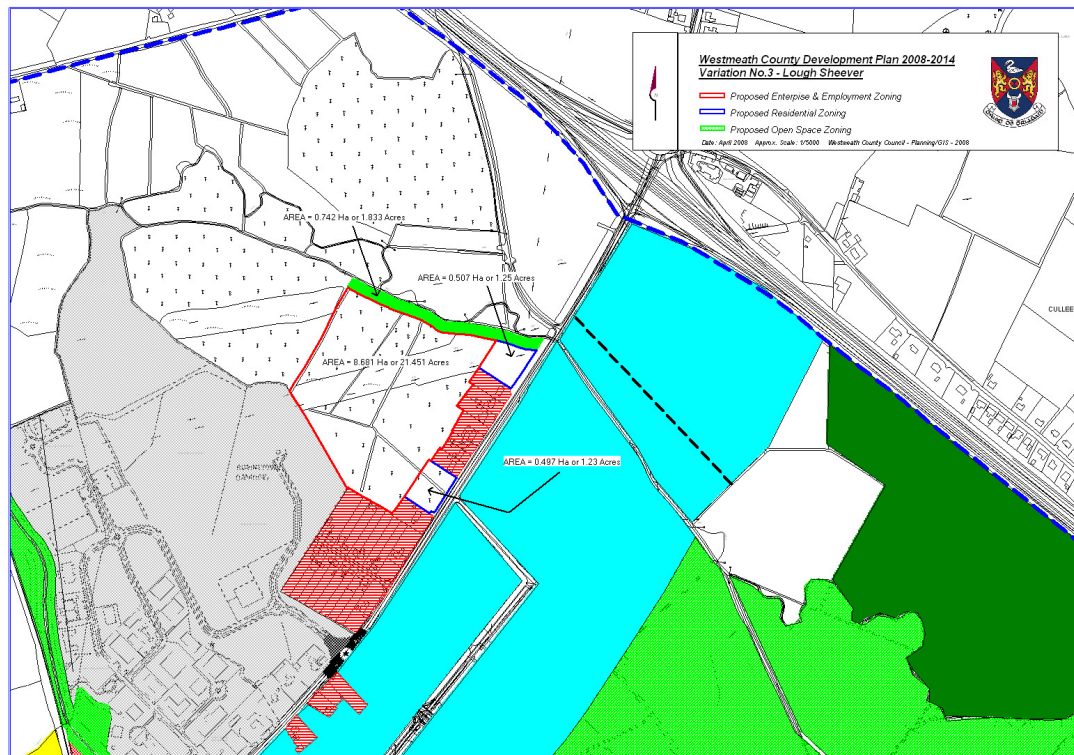 Westmeath County Development Plan 2008-2014
Variation No.3 - Lough Sheever
Proposed Enterpise & Employment Zoning
Proposed Residential Zoning
Proposed Open Space Zoning
Date: April 2008 Approx. Scale: 1/5000 Westmeath County Council - Planning/GIS - 2008
AREA = 0.742 Ha or 1.833 Acres
AREA = 0.507 Ha or 1.25 Acres
CULLEE
AREA = 8.681 Ha or 21.451 Acres
AREA = 0.497 Ha or 1.23 Acres